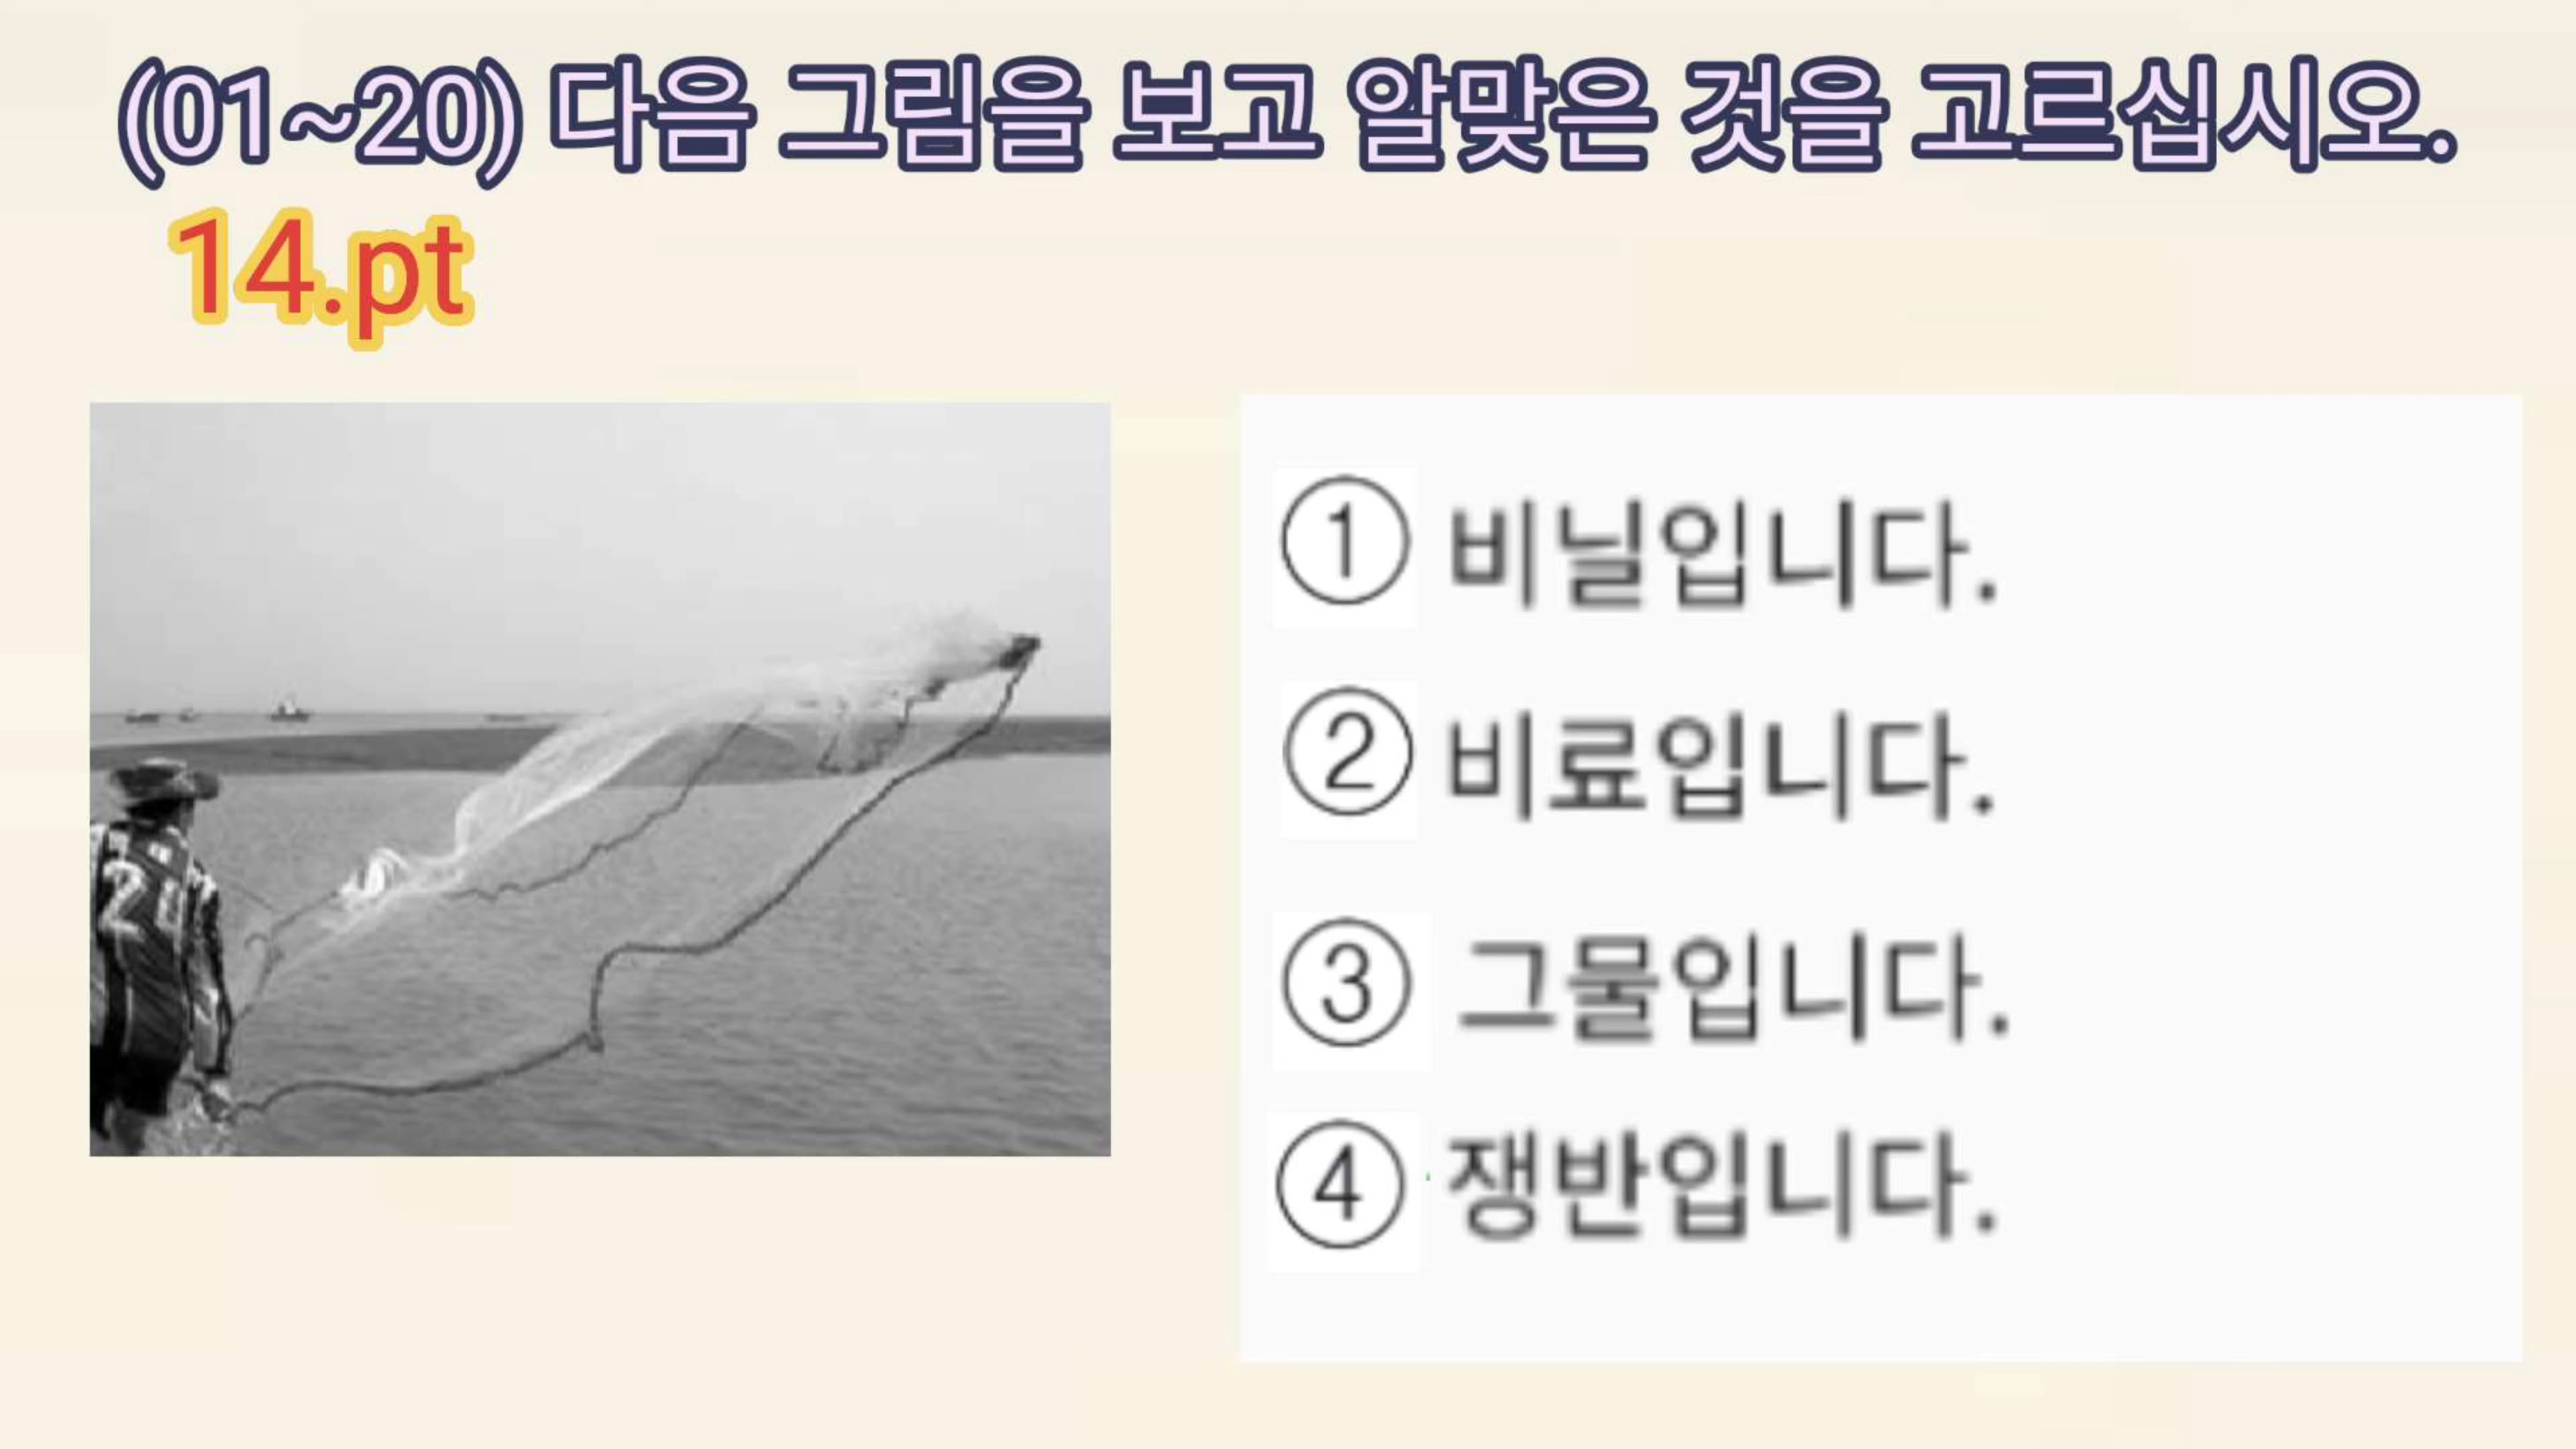 (01~20) 다음 그림을 보고 알맞은 것을 고르십시오.
14.pt
① 비닐입니다.
② 비료입니다.
③ 그물입니다.
④ 쟁반입니다.